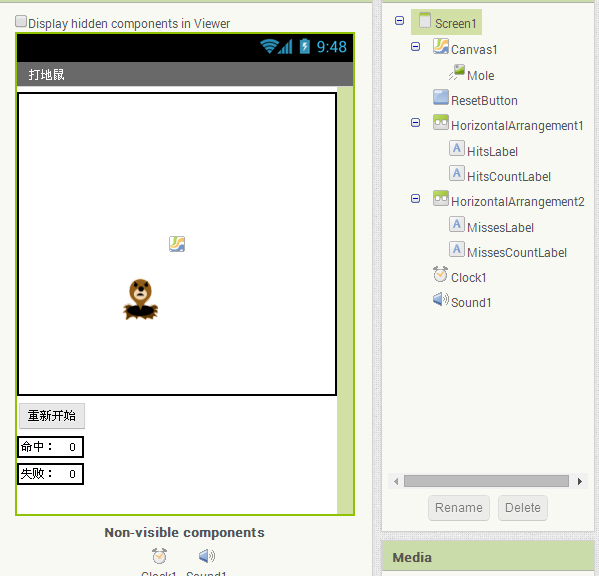 Display hidden components in Viewer
9:48
打地鼠
重新开始
命中： 0
失败： 0
Non-visible components
Clock1 Sound1
Screen1
Canvas1
Mole
ResetButton
HorizontalArrangement1
A HitsLabel
A HitsCountLabel
HorizontalArrangement2
A MissesLabel
A MissesCountLabel
Clock1
Sound1
Rename Delete
Media